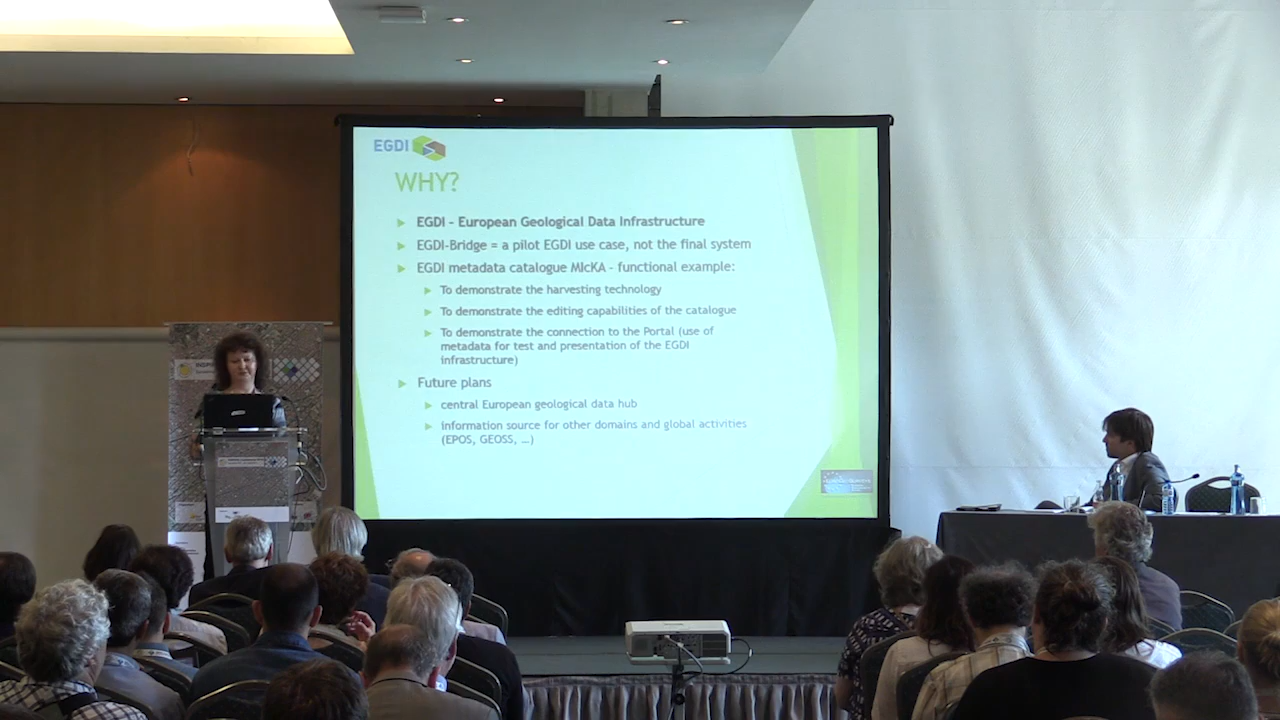 EGDI
WHY?
EGDI - European Geological Data Infrastructure
EGDI-Bridge = a pilot EGDI use case, not the final system
EGDI metadata catalogue MIcKA - functional example:
To demonstrate the harvesting technology
To demonstrate the editing capabilities of the catalogue
To demonstrate the connection to the Portal (use of
metadata for test and presentation of the EGDI
infrastructure)
Future plans
central European geological data hub
information source for other domains and global activities
(EPOS, GEOSS, …)